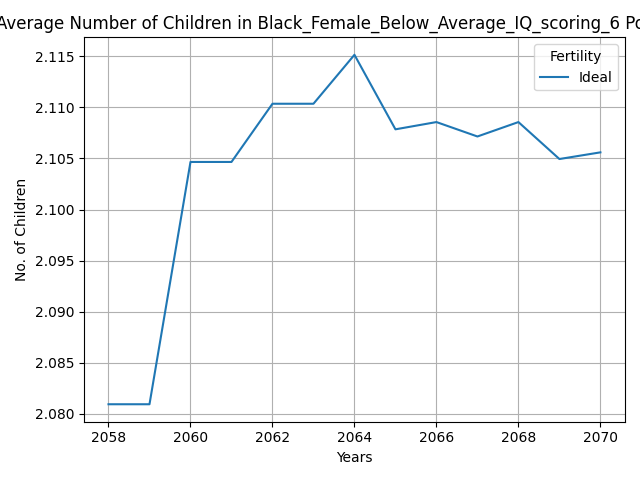 Average Number of Children in Black_Female_Below_Average_IQ_scoring_6 Po
Fertility
Ideal
No. of Children
2.115
2.110
2.105
2.100
2.095
2.090
2.085
2.080
2058 2060 2062 2064 2066 2068 2070
Years